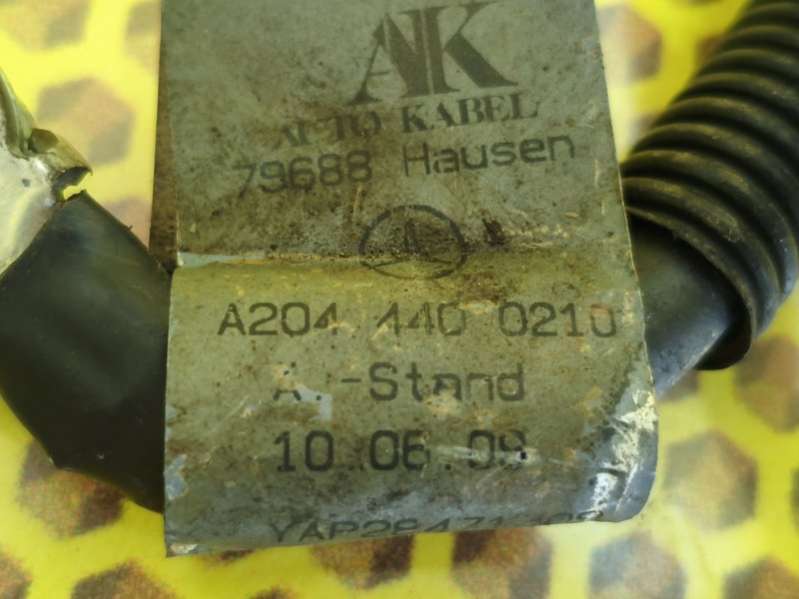 AK
AUTO KABEL
79688 Hausen
A204 440 0210
Ä.-Stand
10.06.09